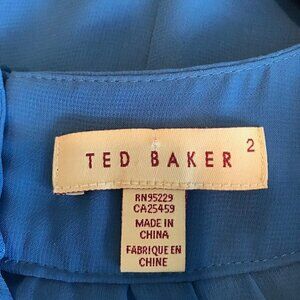 TED BAKER 2
RN95229
CA25459
MADE IN
CHINA
FABRIQUE EN
CHINE